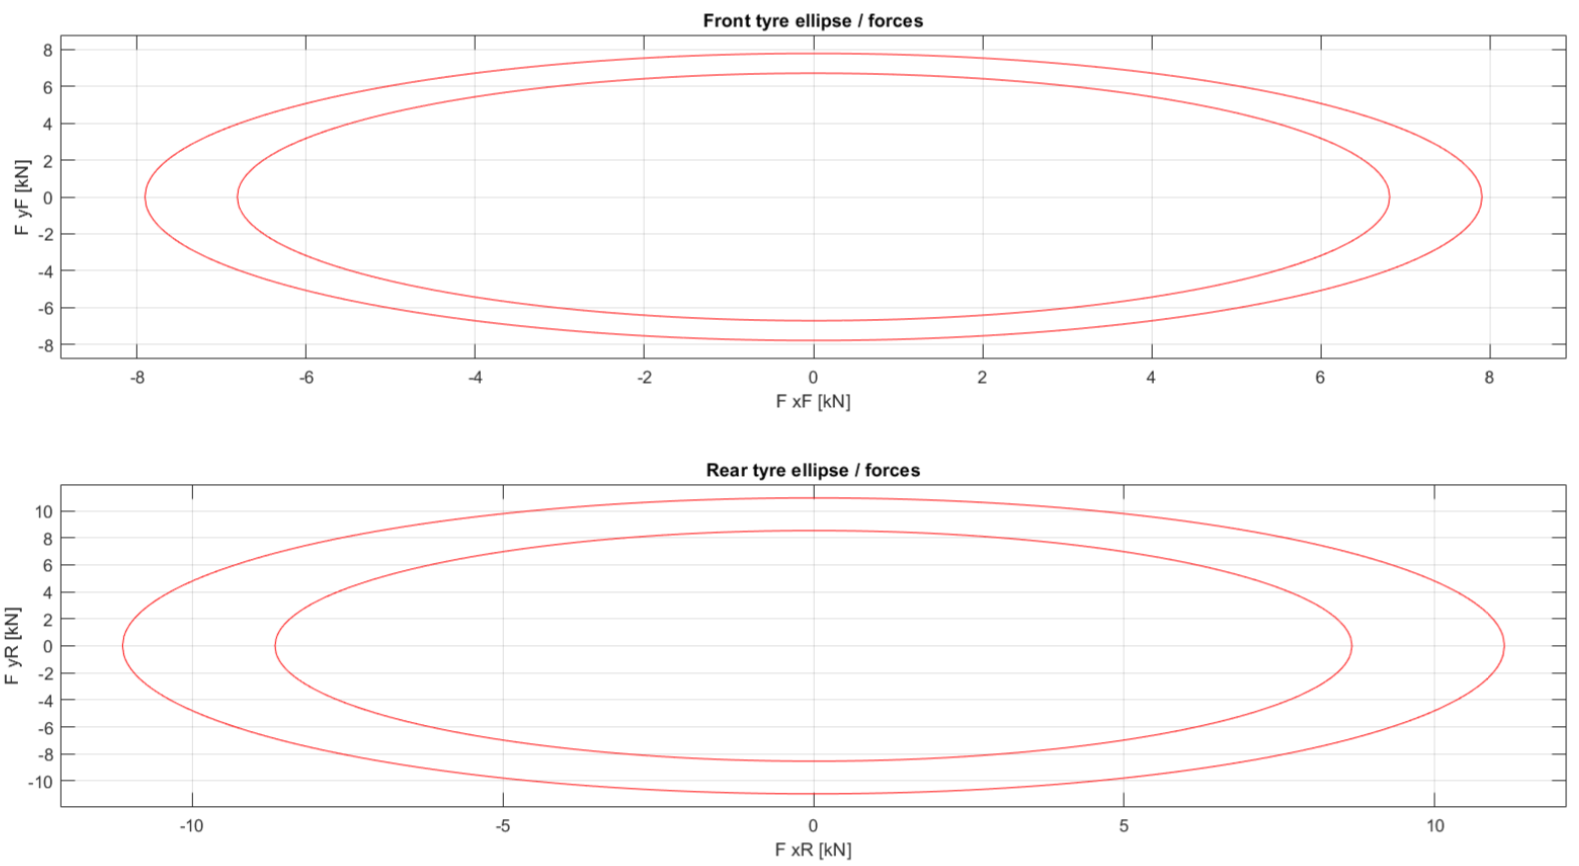 Front tyre ellipse / forces
8
6
4
2
0
-2
-4
-6
-8
F yF [kN]
-8 -6 -4 -2 0 2 4 6 8
F xF [kN]
Rear tyre ellipse / forces
10
8
6
4
2
0
-2
-4
-6
-8
-10
F yR [kN]
-10 -5 0 5 10
F xR [kN]